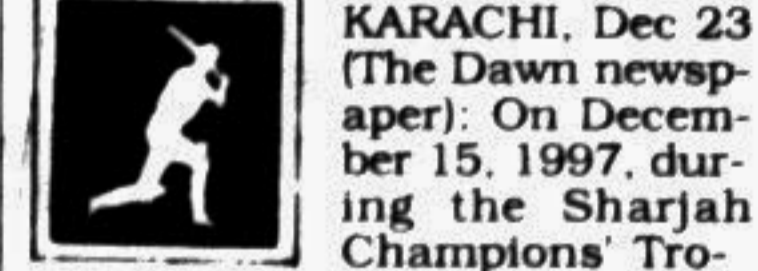 KARACHI, Dec 23
(The Dawn newsp-
aper): On Decem-
ber 15, 1997, dur-
ing the Sharjah
Champions' Tro-